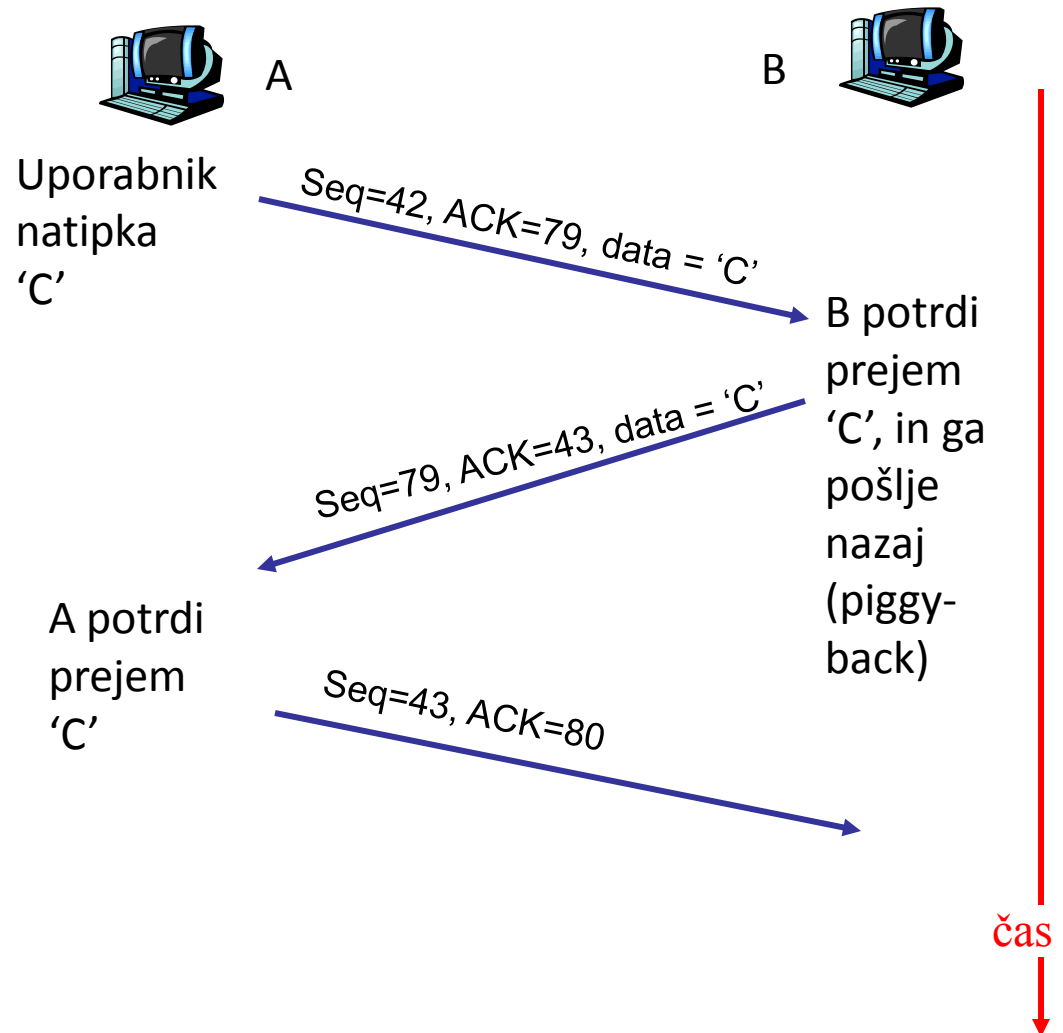 A
B
Uporabnik
natipka
‘C’
Seq=42, ACK=79, data = ‘C’
B potrdi
prejem
‘C’, in ga
pošlje
nazaj
(piggy-
back)
Seq=79, ACK=43, data = ‘C’
A potrdi
prejem
‘C’
Seq=43, ACK=80
čas